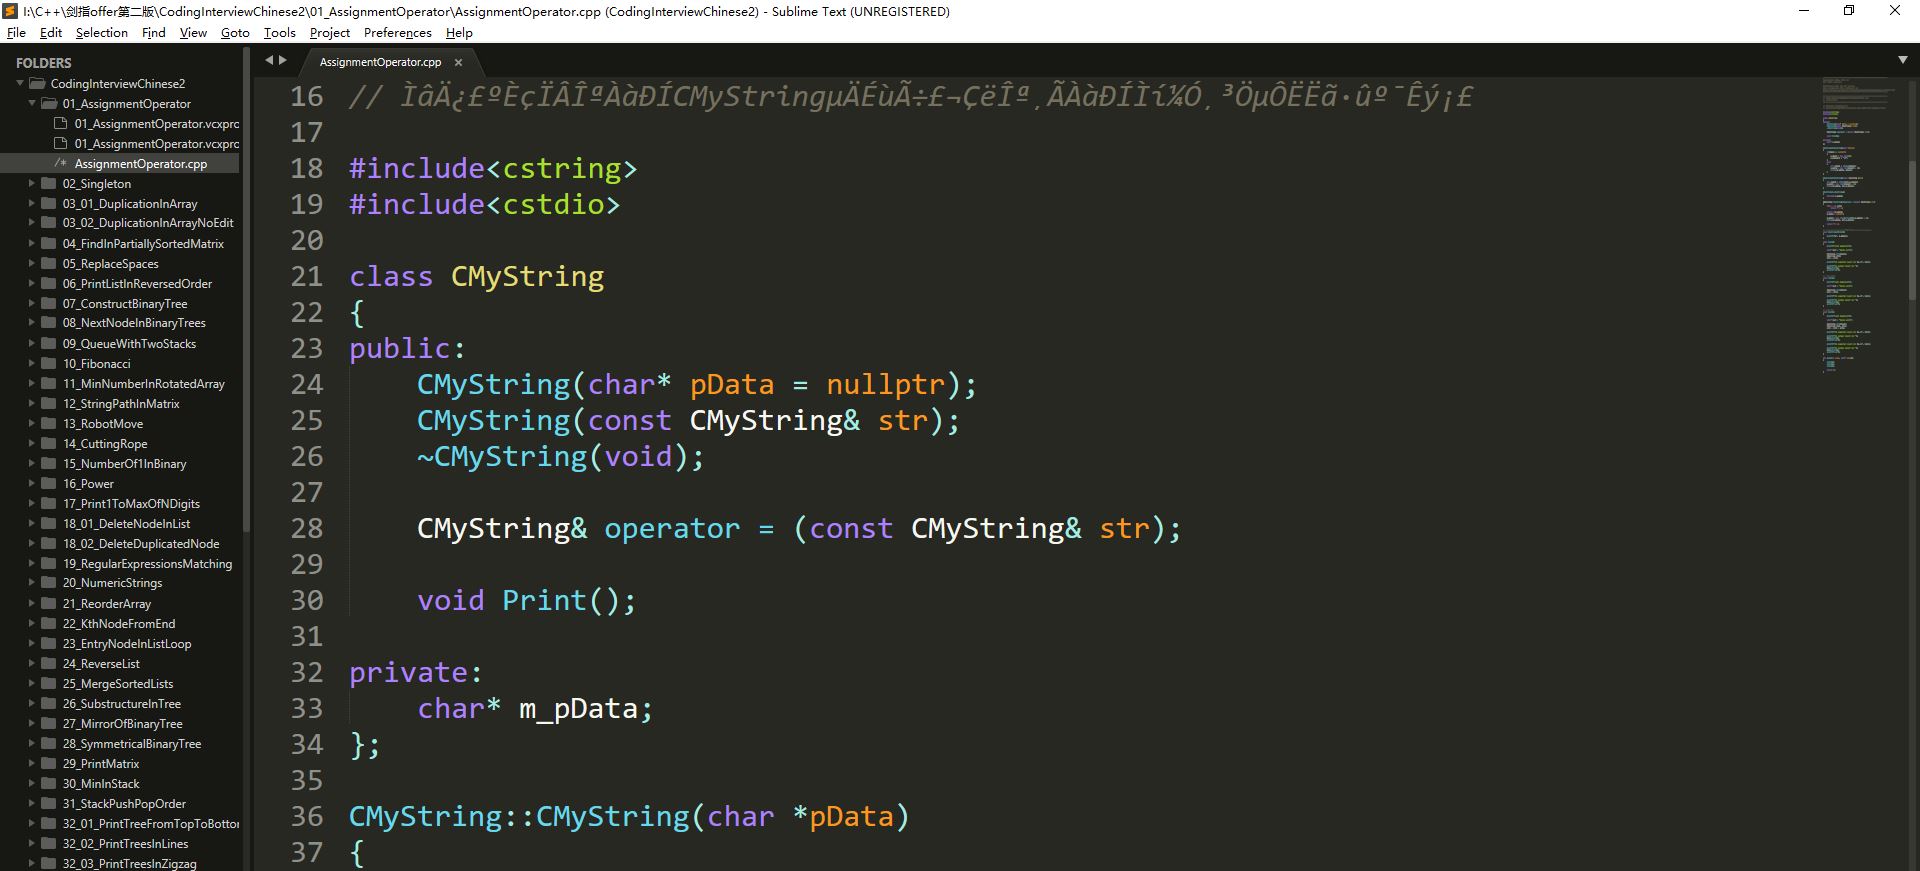 I:\C++\剑指offer第二版\CodingInterviewChinese2\01_AssignmentOperator\AssignmentOperator.cpp (CodingInterviewChinese2) - Sublime Text (UNREGISTERED)
File Edit Selection Find View Goto Tools Project Preferences Help
FOLDERS
CodingInterviewChinese2
01_AssignmentOperator
01_AssignmentOperator.vcxpro
01_AssignmentOperator.vcxpro
/* AssignmentOperator.cpp
02_Singleton
03_01_DuplicationInArray
03_02_DuplicationInArrayNoEdit
04_FindInPartiallySortedMatrix
05_ReplaceSpaces
06_PrintListInReversedOrder
07_ConstructBinaryTree
08_NextNodeInBinaryTrees
09_QueueWithTwoStacks
10_Fibonacci
11_MinNumberInRotatedArray
12_StringPathInMatrix
13_RobotMove
14_CuttingRope
15_NumberOf1InBinary
16_Power
17_Print1ToMaxOfNDigits
18_01_DeleteNodeInList
18_02_DeleteDuplicatedNode
19_RegularExpressionsMatching
20_NumericStrings
21_ReorderArray
22_KthNodeFromEnd
23_EntryNodeInListLoop
24_ReverseList
25_MergeSortedLists
26_SubstructureInTree
27_MirrorOfBinaryTree
28_SymmetricalBinaryTree
29_PrintMatrix
30_MinInStack
31_StackPushPopOrder
32_01_PrintTreeFromTopToBottor
32_02_PrintTreesInLines
32_03_PrintTreesInZigzag
AssignmentOperator.cpp
16 // ÌâÄ¿£ºÈçÏÂÎªÀàÐÍCMyStringµÄÉùÃ÷£¬ÇëÎª¸ÃÀàÐÍÌí¼Ó¸³ÖµÔËËã·ûº¯Êý¡£
17
18 #include<cstring>
19 #include<cstdio>
20
21 class CMyString
22 {
23 public:
24 CMyString(char* pData = nullptr);
25 CMyString(const CMyString& str);
26 ~CMyString(void);
27
28 CMyString& operator = (const CMyString& str);
29
30 void Print();
31
32 private:
33 char* m_pData;
34 };
35
36 CMyString::CMyString(char *pData)
37 {